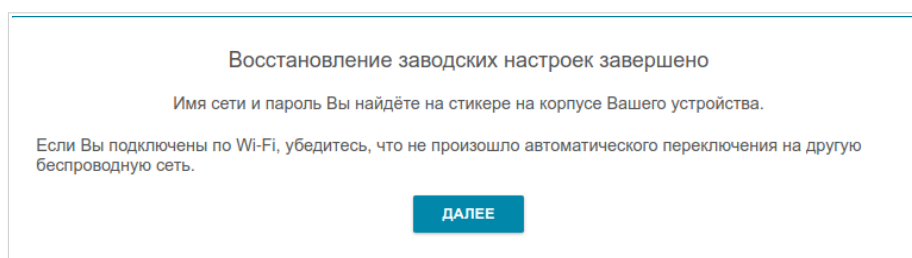 Восстановление заводских настроек завершено
Имя сети и пароль Вы найдёте на стикере на корпусе Вашего устройства.
Если Вы подключены по Wi-Fi, убедитесь, что не произошло автоматического переключения на другую
беспроводную сеть.
ДАЛЕЕ